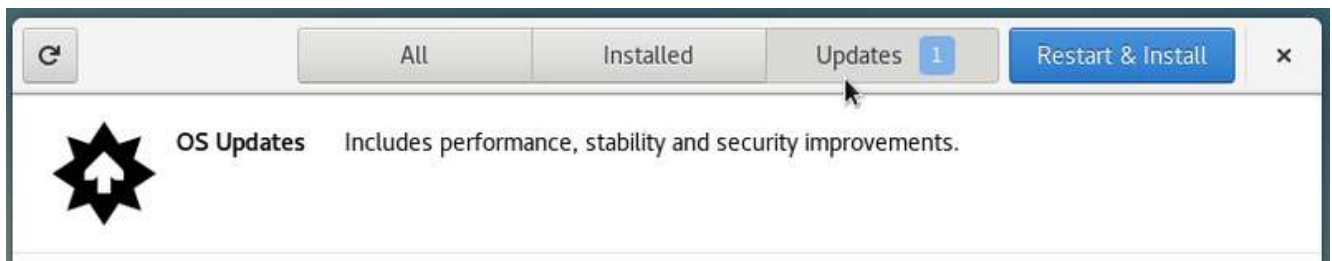 All Installed Updates 1 Restart & Install
OS Updates Includes performance, stability and security improvements.